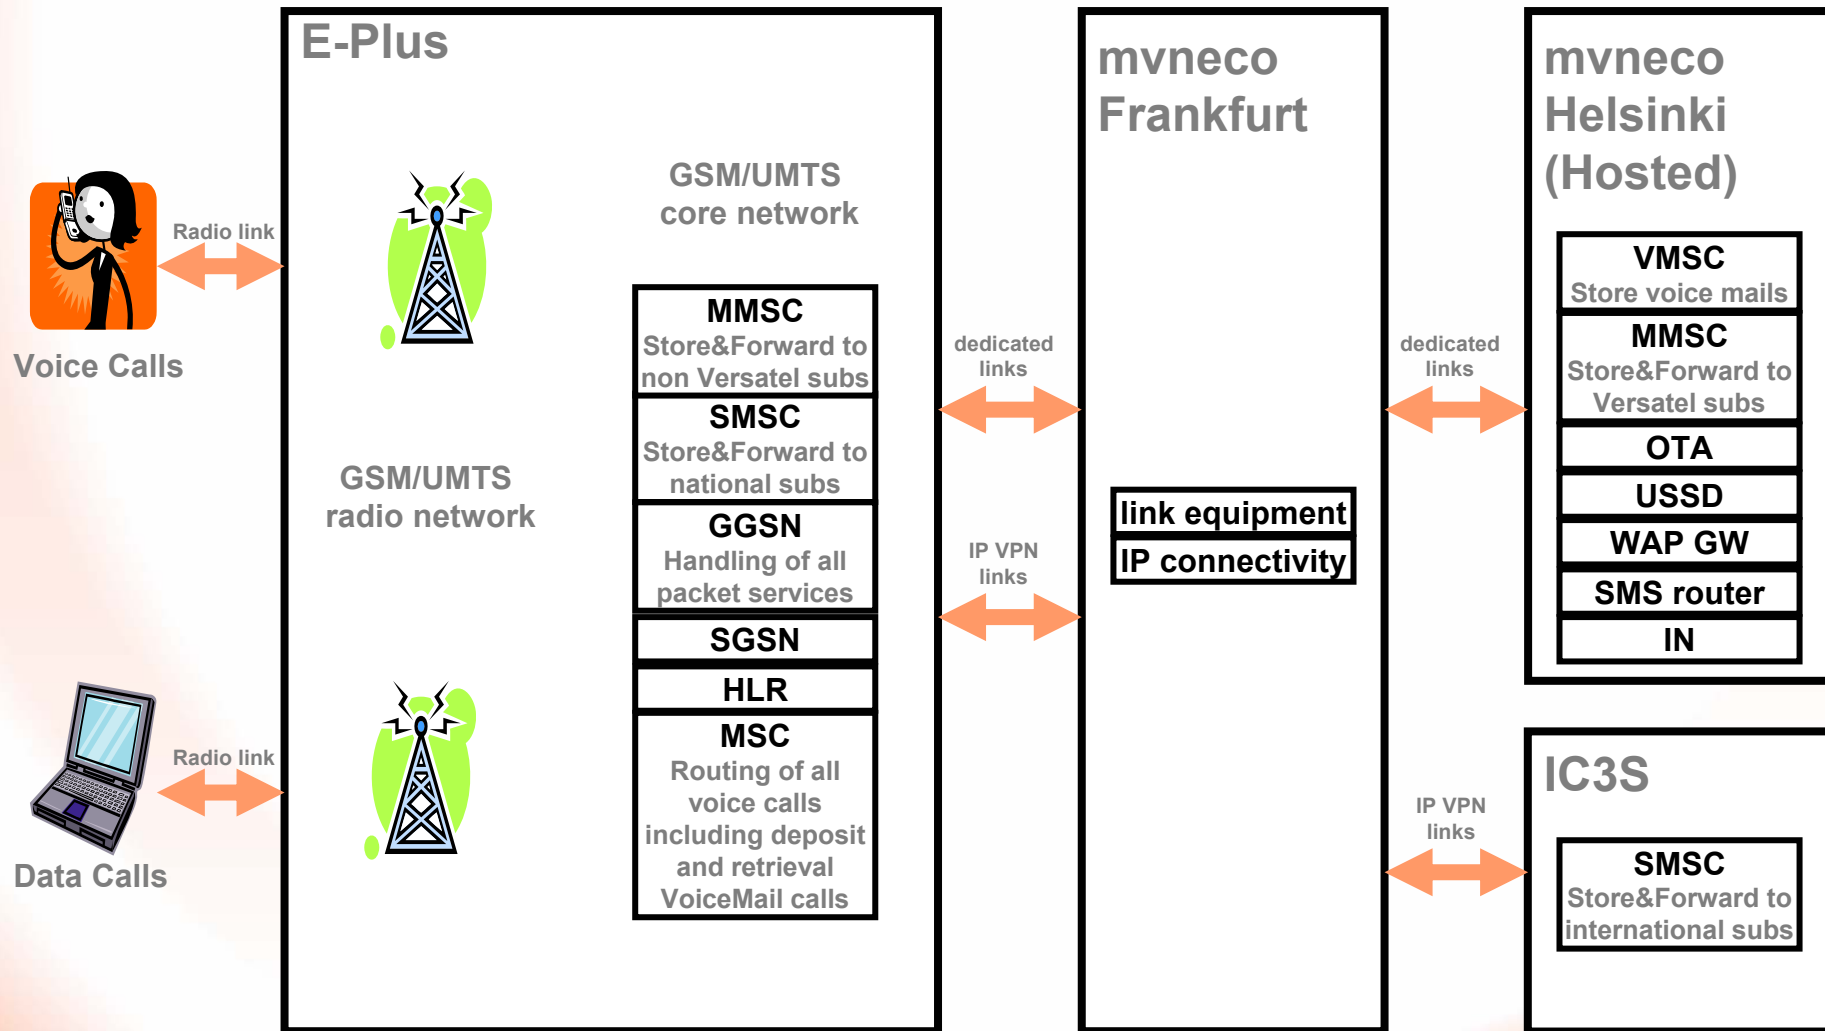 E-Plus
mvneco
Frankfurt
mvneco
Helsinki
(Hosted)
GSM/UMTS
core network
Radio link
Voice Calls
MMSC
Store&Forward to
non Versatel subs
SMSC
Store&Forward to
national subs
GGSN
Handling of all
packet services
SGSN
HLR
MSC
Routing of all
voice calls
including deposit
and retrieval
VoiceMail calls
GSM/UMTS
radio network
Radio link
Data Calls
dedicated
links
IP VPN
links
link equipment
IP connectivity
dedicated
links
VMSC
Store voice mails
MMSC
Store&Forward to
Versatel subs
OTA
USSD
WAP GW
SMS router
IN
IP VPN
links
IC3S
SMSC
Store&Forward to
international subs